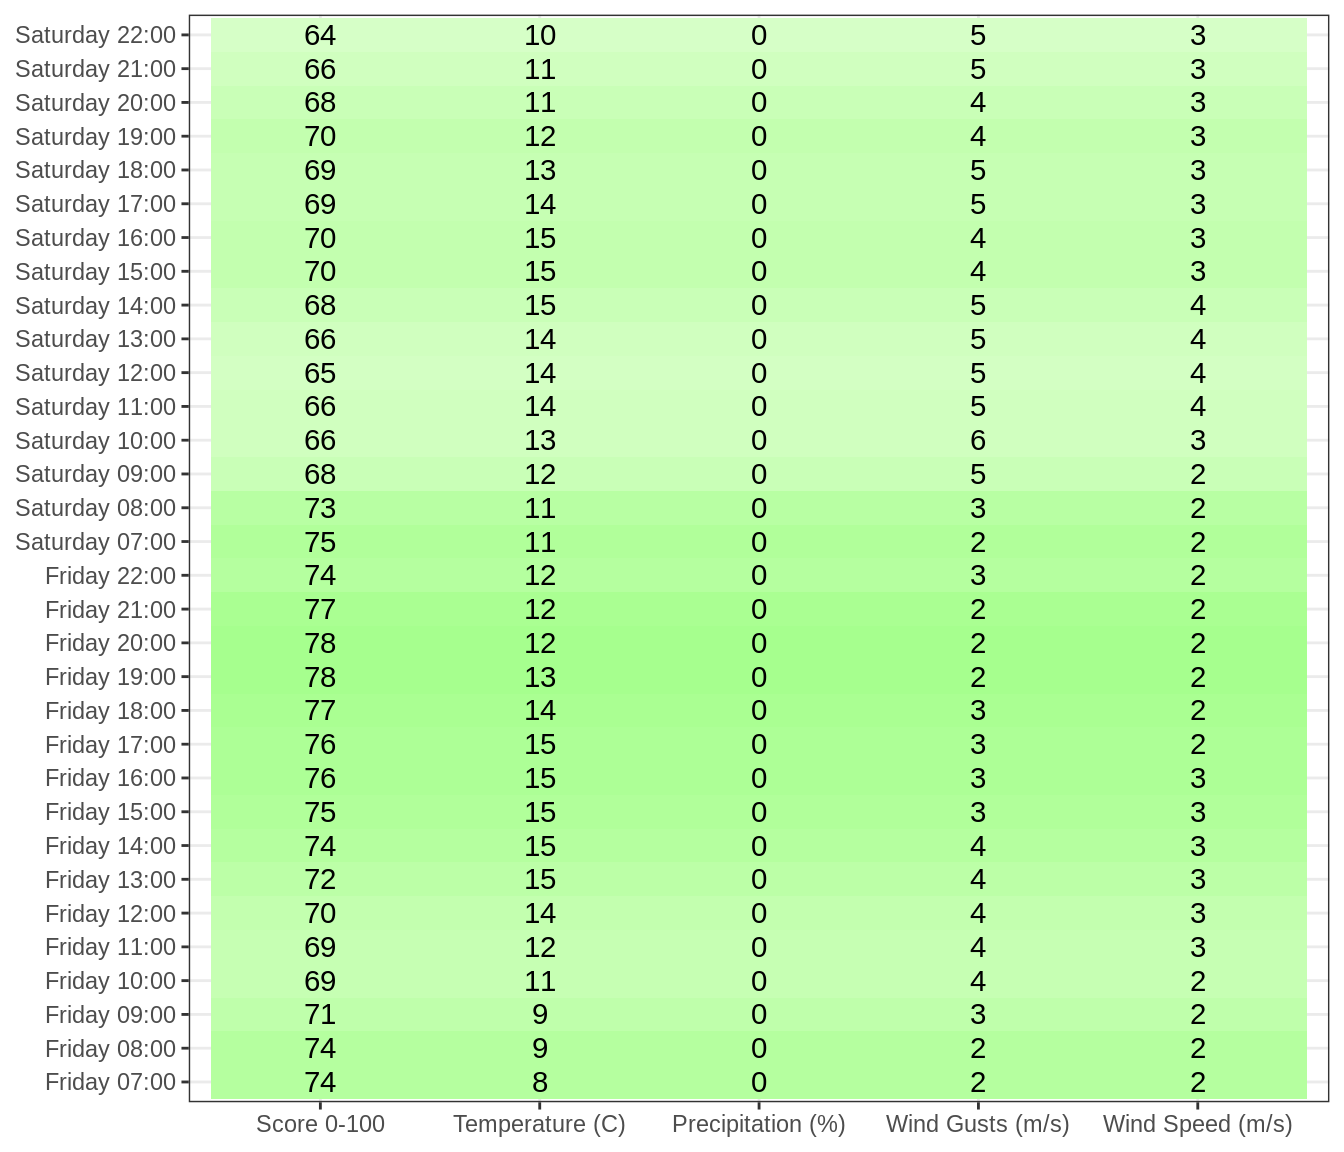 Saturday 22:00 64 10 0 5 3
Saturday 21:00 66 11 0 5 3
Saturday 20:00 68 11 0 4 3
Saturday 19:00 70 12 0 4 3
Saturday 18:00 69 13 0 5 3
Saturday 17:00 69 14 0 5 3
Saturday 16:00 70 15 0 4 3
Saturday 15:00 70 15 0 4 3
Saturday 14:00 68 15 0 5 4
Saturday 13:00 66 14 0 5 4
Saturday 12:00 65 14 0 5 4
Saturday 11:00 66 14 0 5 4
Saturday 10:00 66 13 0 6 3
Saturday 09:00 68 12 0 5 2
Saturday 08:00 73 11 0 3 2
Saturday 07:00 75 11 0 2 2
Friday 22:00 74 12 0 3 2
Friday 21:00 77 12 0 2 2
Friday 20:00 78 12 0 2 2
Friday 19:00 78 13 0 2 2
Friday 18:00 77 14 0 3 2
Friday 17:00 76 15 0 3 2
Friday 16:00 76 15 0 3 3
Friday 15:00 75 15 0 3 3
Friday 14:00 74 15 0 4 3
Friday 13:00 72 15 0 4 3
Friday 12:00 70 14 0 4 3
Friday 11:00 69 12 0 4 3
Friday 10:00 69 11 0 4 2
Friday 09:00 71 9 0 3 2
Friday 08:00 74 9 0 2 2
Friday 07:00 74 8 0 2 2
Score 0-100 Temperature (C) Precipitation (%) Wind Gusts (m/s) Wind Speed (m/s)